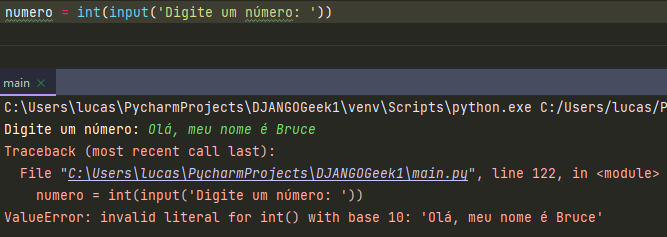 numero = int(input('Digite um número: '))
main
C:\Users\lucas\PycharmProjects\DJANGOGeek1\venv\Scripts\python.exe C:/Users/lucas/P
Digite um número: Olá, meu nome é Bruce
Traceback (most recent call last):
File "C:\Users\lucas\PycharmProjects\DJANGOGeek1\main.py", line 122, in <module>
numero = int(input('Digite um número: '))
ValueError: invalid literal for int() with base 10: 'Olá, meu nome é Bruce'